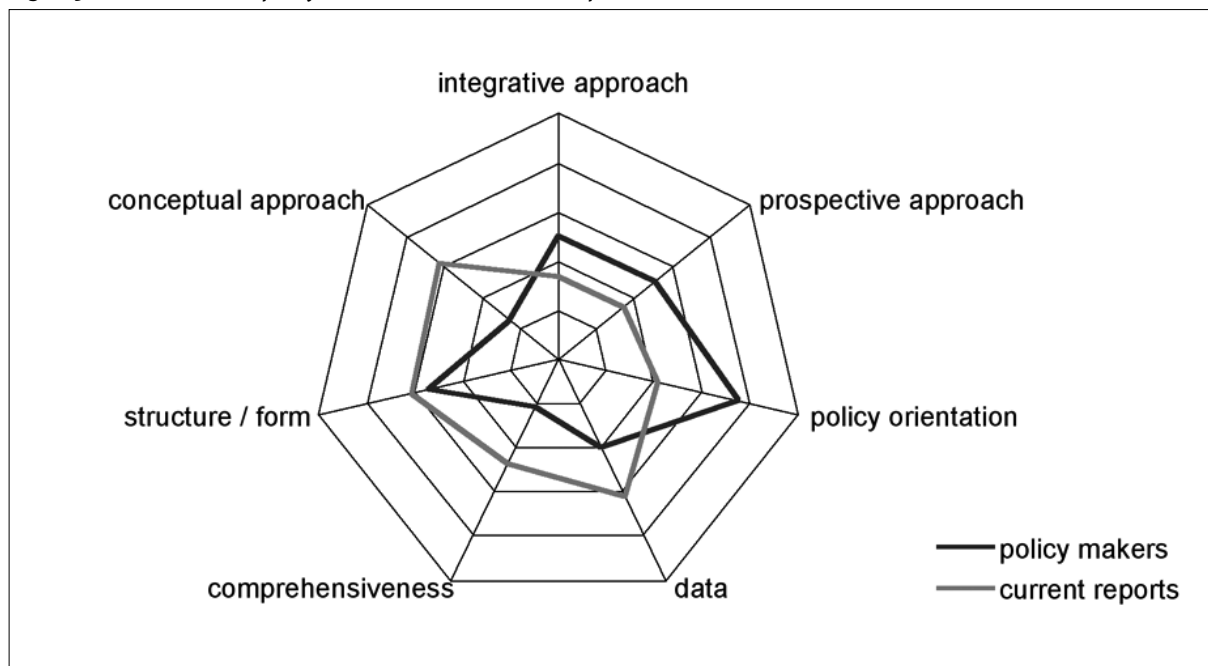 integrative approach
conceptual approach
prospective approach
structure / form
policy orientation
comprehensiveness
data
policy makers
current reports